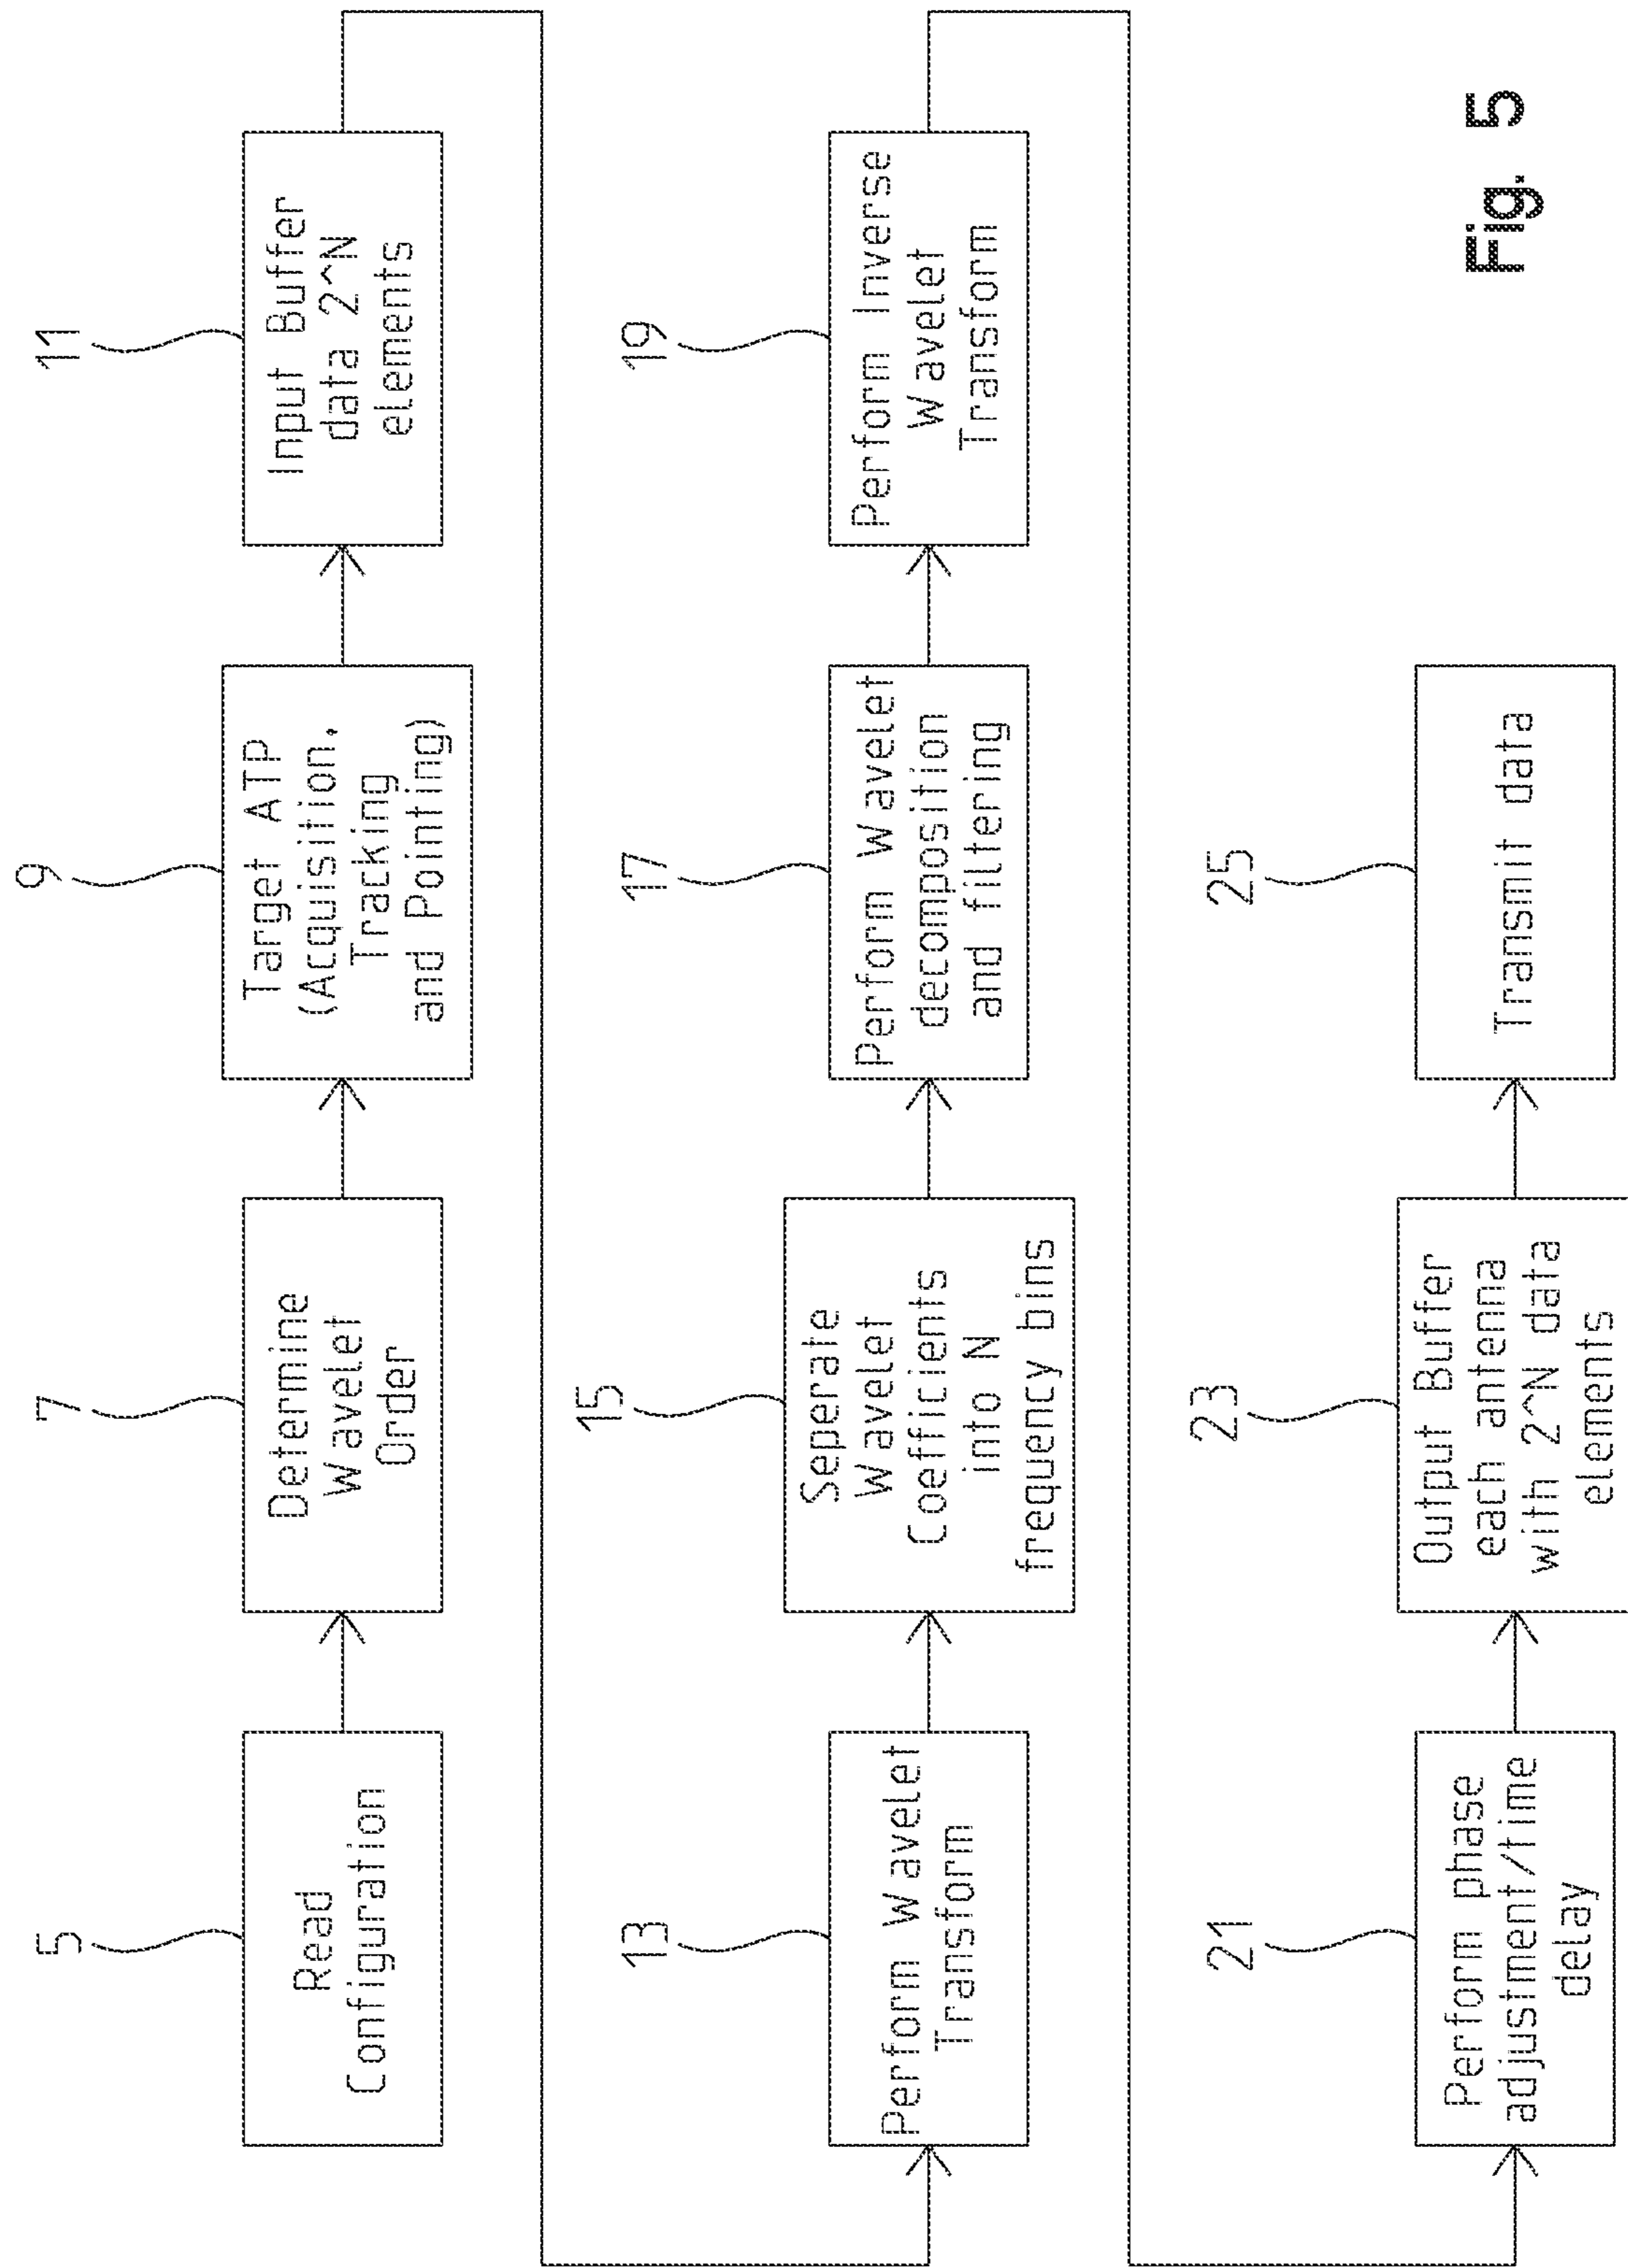 5
Read
Configuration
7
Determine
Wavelet
Order
9
Target ATP
(Acquisition,
Tracking
and Pointing)
11
Input Buffer
data 2^N
elements
13
Perform Wavelet
Transform
15
Seperate
Wavelet
Coefficients
into N
frequency bins
17
Perform Wavelet
decomposition
and filtering
19
Perform Inverse
Wavelet
Transform
21
Perform phase
adjustment/time
delay
23
Output Buffer
each antenna
with 2^N data
elements
25
Transmit data
Fig. 5